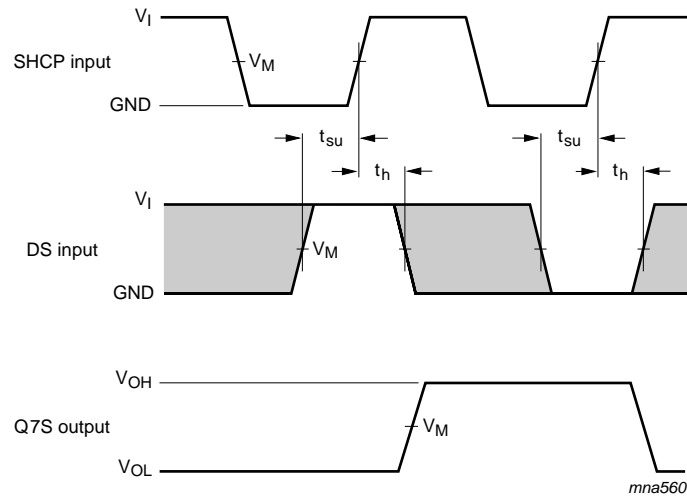 V_I
SHCP input
V_M
GND
t_su
t_su
t_h
t_h
V_I
DS input
V_M
GND
V_OH
Q7S output
V_M
V_OL
mna560